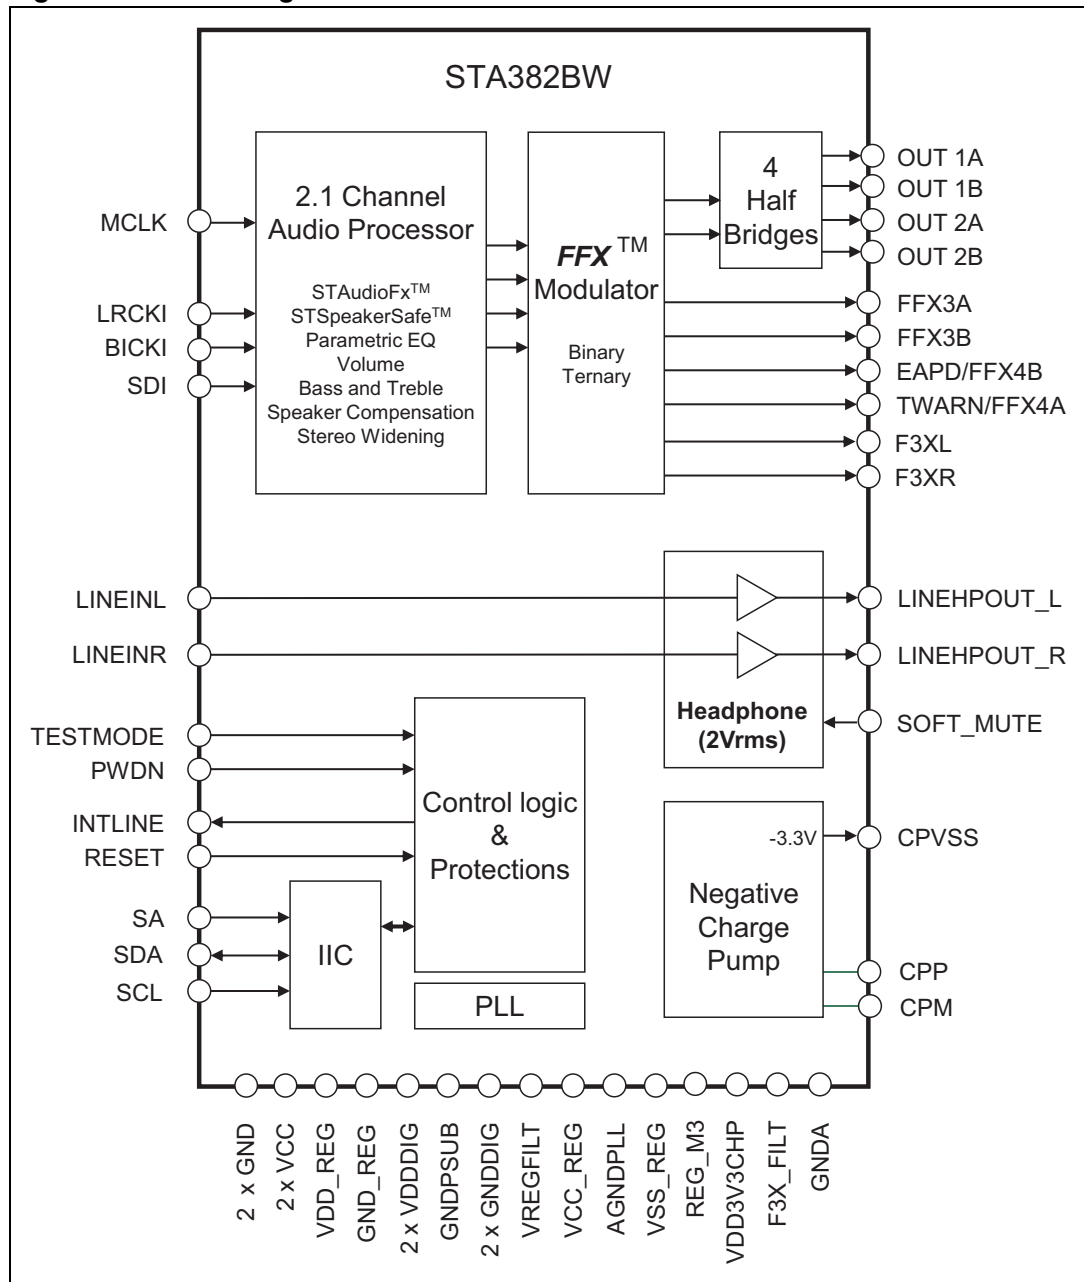 STA382BW
2.1 Channel
Audio Processor
STAudioFx™
STSpeakerSafe™
Parametric EQ
Volume
Bass and Treble
Speaker Compensation
Stereo Widening
FFX™
Modulator
Binary
Ternary
4
Half
Bridges
MCLK
LRCKI
BICKI
SDI
OUT 1A
OUT 1B
OUT 2A
OUT 2B
FFX3A
FFX3B
EAPD/FFX4B
TWARN/FFX4A
F3XL
F3XR
LINEINL
LINEINR
Headphone
(2Vrms)
LINEHPOUT_L
LINEHPOUT_R
SOFT_MUTE
TESTMODE
PWDN
INTLINE
RESET
SA
SDA
SCL
Control logic
&
Protections
IIC
PLL
-3.3V
Negative
Charge
Pump
CPVSS
CPP
CPM
2 x GND
2 x VCC
VDD_REG
GND_REG
2 x VDDDIG
GNDPSUB
2 x GNDDIG
VREGFILT
VCC_REG
AGNDPLL
VSS_REG
REG_M3
VDD3V3CHP
F3X_FILT
GNDA